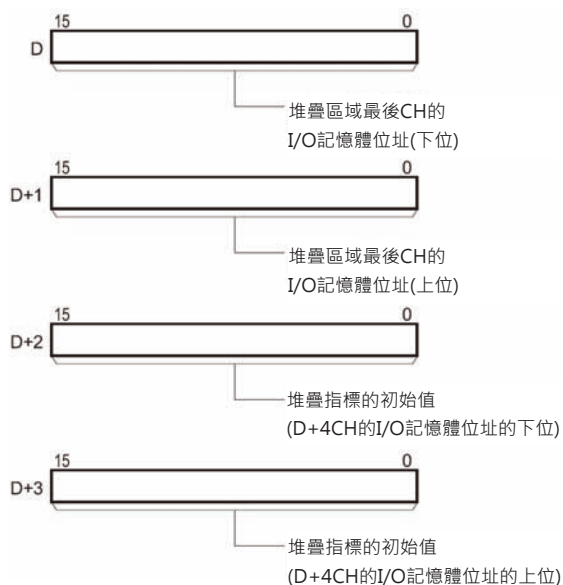 15 0
D
堆疊區域最後CH的
I/O記憶體位址(下位)
15 0
D+1
堆疊區域最後CH的
I/O記憶體位址(上位)
15 0
D+2
堆疊指標的初始值
(D+4CH的I/O記憶體位址的下位)
15 0
D+3
堆疊指標的初始值
(D+4CH的I/O記憶體位址的上位)